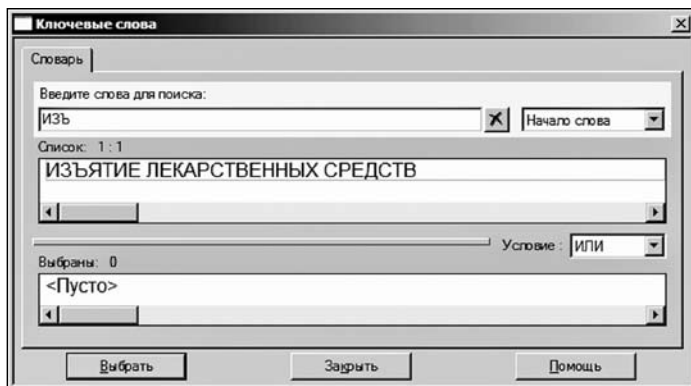 Ключевые слова
Словарь
Введите слова для поиска:
ИЗЪ
Начало слова
Список: 1 : 1
ИЗЪЯТИЕ ЛЕКАРСТВЕННЫХ СРЕДСТВ
Условие : ИЛИ
Выбраны: 0
<Пусто>
Выбрать Закрыть Помощь